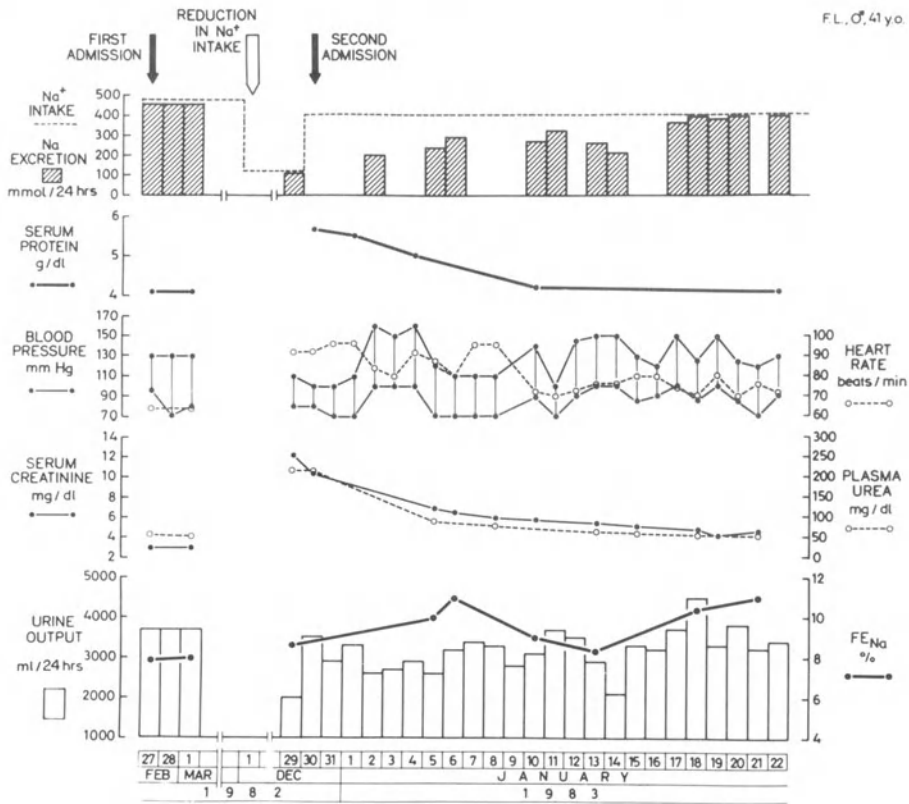 F.L., ♂, 41 y.o.
REDUCTION
IN Na⁺
INTAKE
FIRST
ADMISSION
SECOND
ADMISSION
Na⁺
INTAKE
Na
EXCRETION
mmol / 24 hrs
500
400
300
200
100
0
SERUM
PROTEIN
g / dl
6
5
4
BLOOD
PRESSURE
mm Hg
170
150
130
110
90
70
100
90
80
70
60
HEART
RATE
beats / min
SERUM
CREATININE
mg / dl
14
12
10
8
6
4
2
300
250
200
150
100
50
0
PLASMA
UREA
mg / dl
URINE
OUTPUT
ml / 24 hrs
5000
4000
3000
2000
1000
12
10
8
6
4
FE Na
%
27 28 1 1 29 30 31 1 2 3 4 5 6 7 8 9 10 11 12 13 14 15 16 17 18 19 20 21 22
FEB MAR DEC JANUARY
1 9 8 2 1 9 8 3